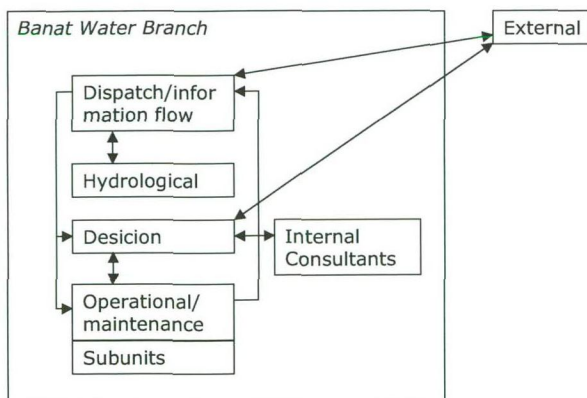 Banat Water Branch
External
Dispatch/infor
mation flow
Hydrological
Desicion
Internal
Consultants
Operational/
maintenance
Subunits